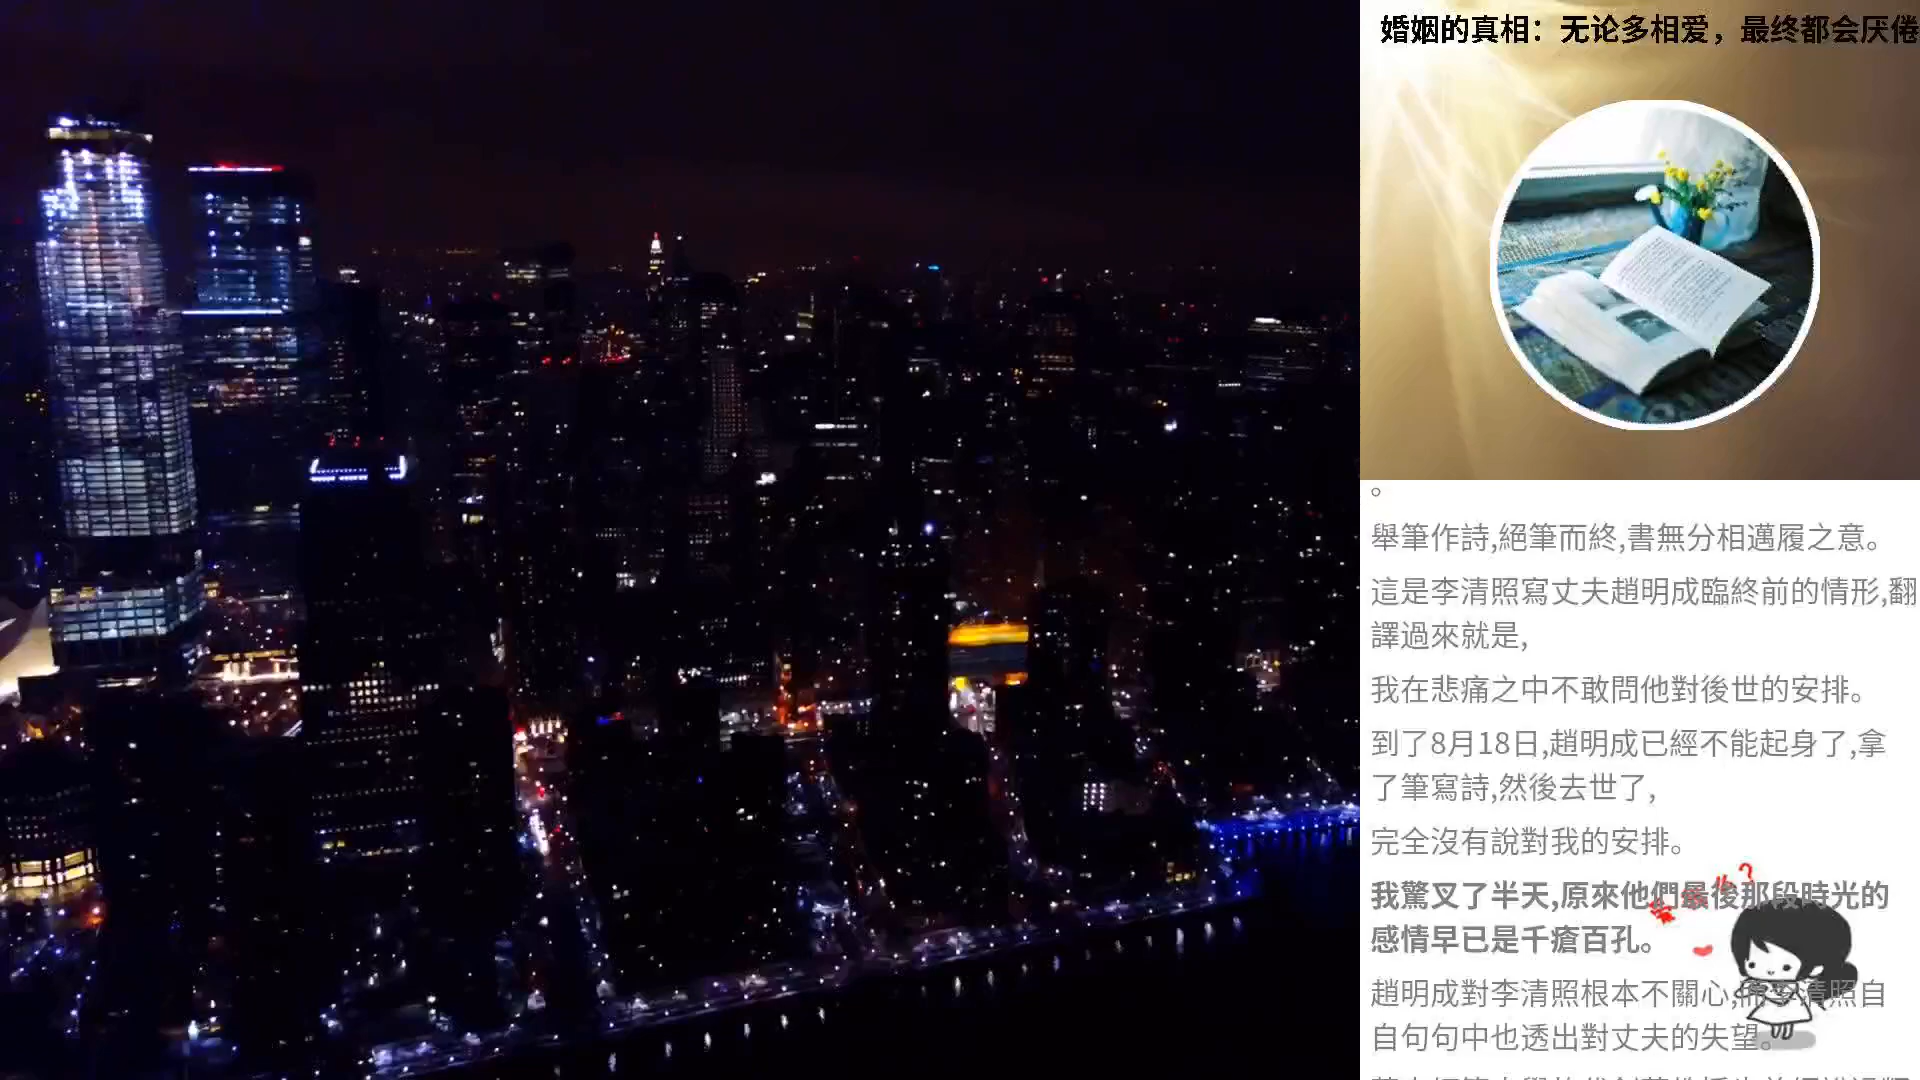 婚姻的真相：无论多相爱，最终都会厌倦
。
舉筆作詩,絕筆而終,書無分相邁履之意。
這是李清照寫丈夫趙明成臨終前的情形,翻
譯過來就是,
我在悲痛之中不敢問他對後世的安排。
到了8月18日,趙明成已經不能起身了,拿
了筆寫詩,然後去世了,
完全沒有說對我的安排。
我驚叉了半天,原來他們最後那段時光的
感情早已是千瘡百孔。
趙明成對李清照根本不關心,而李清照自
自句句中也透出對丈夫的失望。